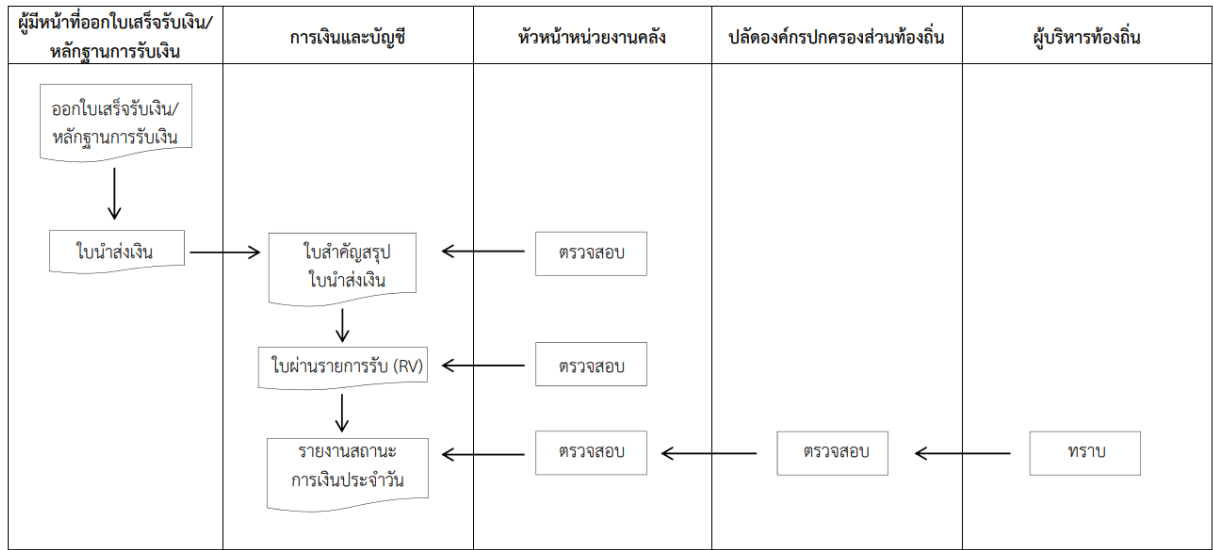 ผู้มีหน้าที่ออกใบเสร็จรับเงิน/
หลักฐานการรับเงิน
การเงินและบัญชี
หัวหน้าหน่วยงานคลัง
ปลัดองค์กรปกครองส่วนท้องถิ่น
ผู้บริหารท้องถิ่น
ออกใบเสร็จรับเงิน/
หลักฐานการรับเงิน
ใบนำส่งเงิน
ใบสำคัญสรุป
ใบนำส่งเงิน
ตรวจสอบ
ใบผ่านรายการรับ (RV)
ตรวจสอบ
รายงานสถานะ
การเงินประจำวัน
ตรวจสอบ
ตรวจสอบ
ทราบ